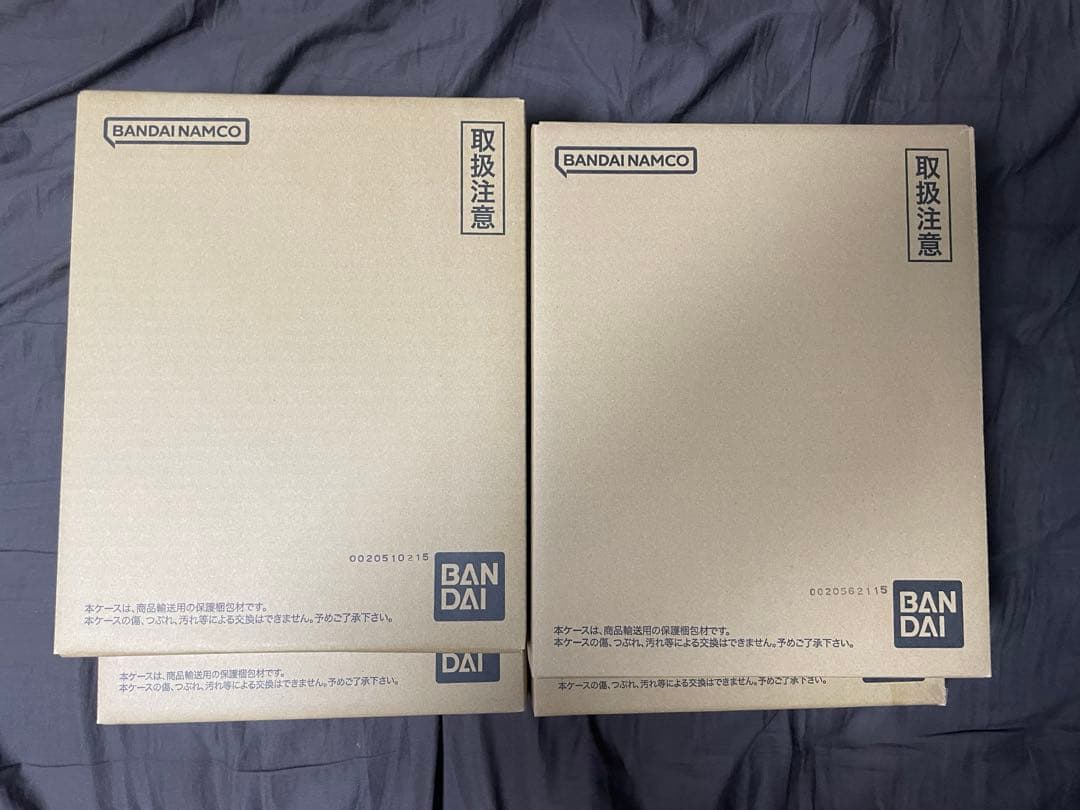 BANDAI NAMCO
取扱注意
0020510215
BAN
DAI
本ケースは、商品輸送用の保護梱包材です。
本ケースの傷、つぶれ、汚れ等による交換はできません。予めご了承下さい。
DAI
本ケースは、商品輸送用の保護梱包材です。
本ケースの傷、つぶれ、汚れ等による交換はできません。予めご了承下さい。
BANDAI NAMCO
取扱注意
0020562115
BAN
DAI
本ケースは、商品輸送用の保護梱包材です。
本ケースの傷、つぶれ、汚れ等による交換はできません。予めご了承下さい。
本ケースの傷、つぶれ、汚れ等による交換はできません。予めご了承下さい。